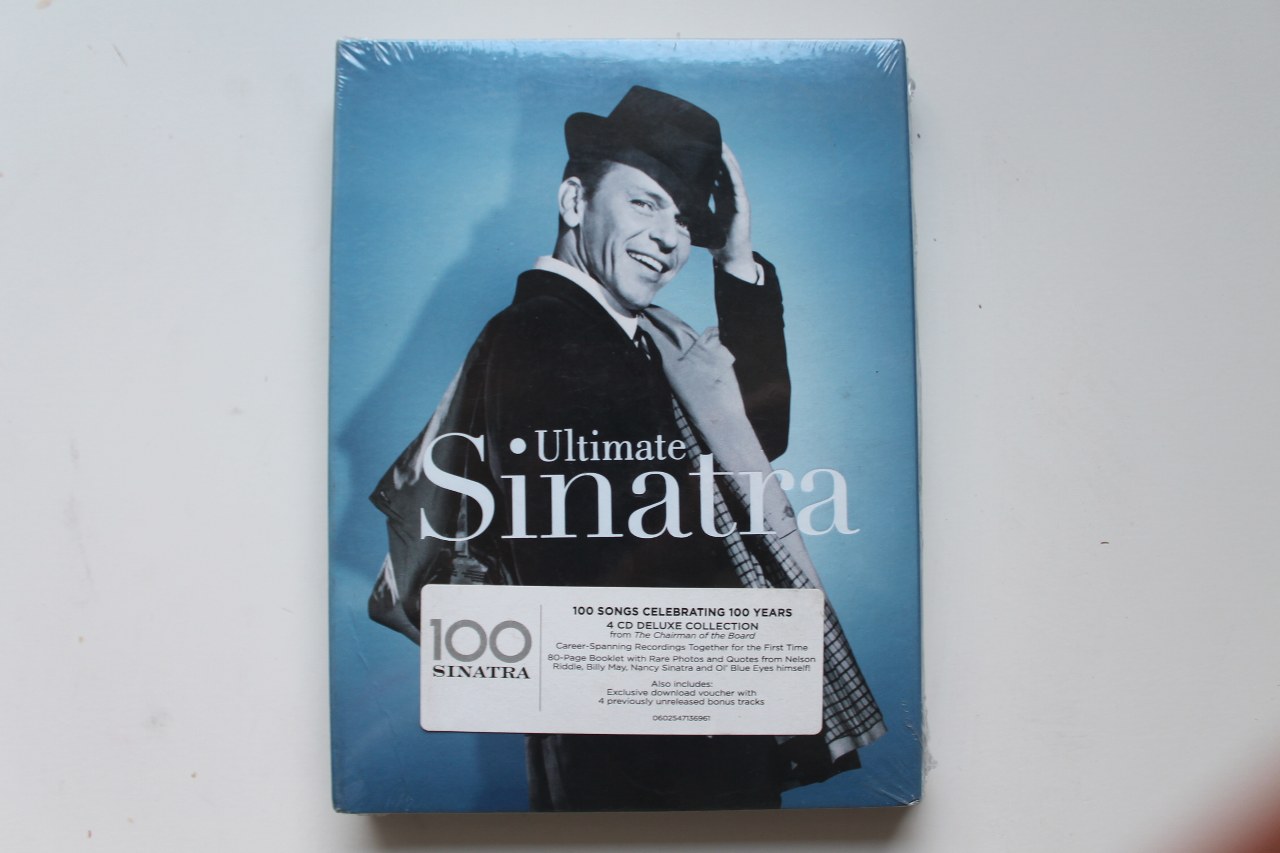 Ultimate
Sinatra
100
SINATRA
100 SONGS CELEBRATING 100 YEARS
4 CD DELUXE COLLECTION
from The Chairman of the Board
Career-Spanning Recordings Together for the First Time
80-Page Booklet with Rare Photos and Quotes from Nelson
Riddle, Billy May, Nancy Sinatra and Ol' Blue Eyes himself!
Also includes:
Exclusive download voucher with
4 previously unreleased bonus tracks
0602547136961